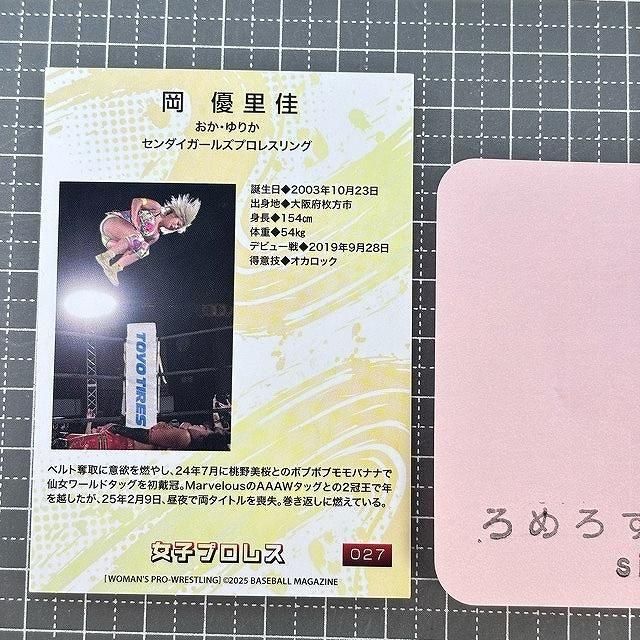 岡 優里佳
おか・ゆりか
センダイガールズプロレスリング
誕生日◆2003年10月23日
出身地◆大阪府枚方市
身長◆154㎝
体重◆54㎏
デビュー戦◆2019年9月28日
得意技◆オカロック
TOYO TIRES
ベルト奪取に意欲を燃やし、24年7月に桃野美桜とのボブボブモモバナナで
仙女ワールドタッグを初戴冠。MarvelousのAAAWタッグとの2冠王で年
を越したが、25年2月9日、昼夜で両タイトルを喪失。巻き返しに燃えている。
女子プロレス
027
[WOMAN'S PRO-WRESTLING] ©2025 BASEBALL MAGAZINE
ろめろす